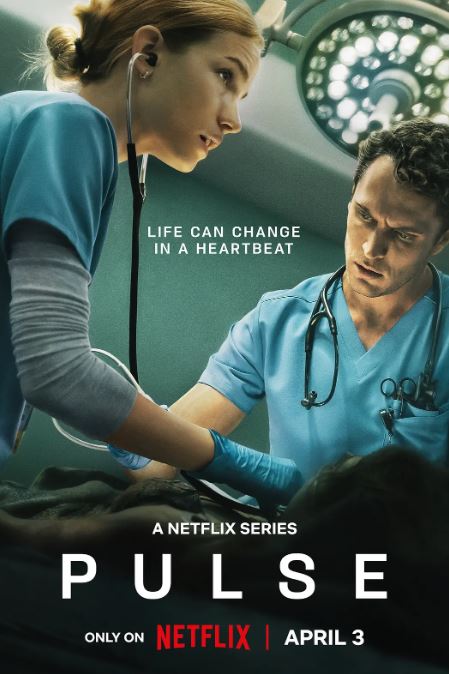 LIFE CAN CHANGE
IN A HEARTBEAT
A NETFLIX SERIES
PULSE
ONLY ON NETFLIX | APRIL 3